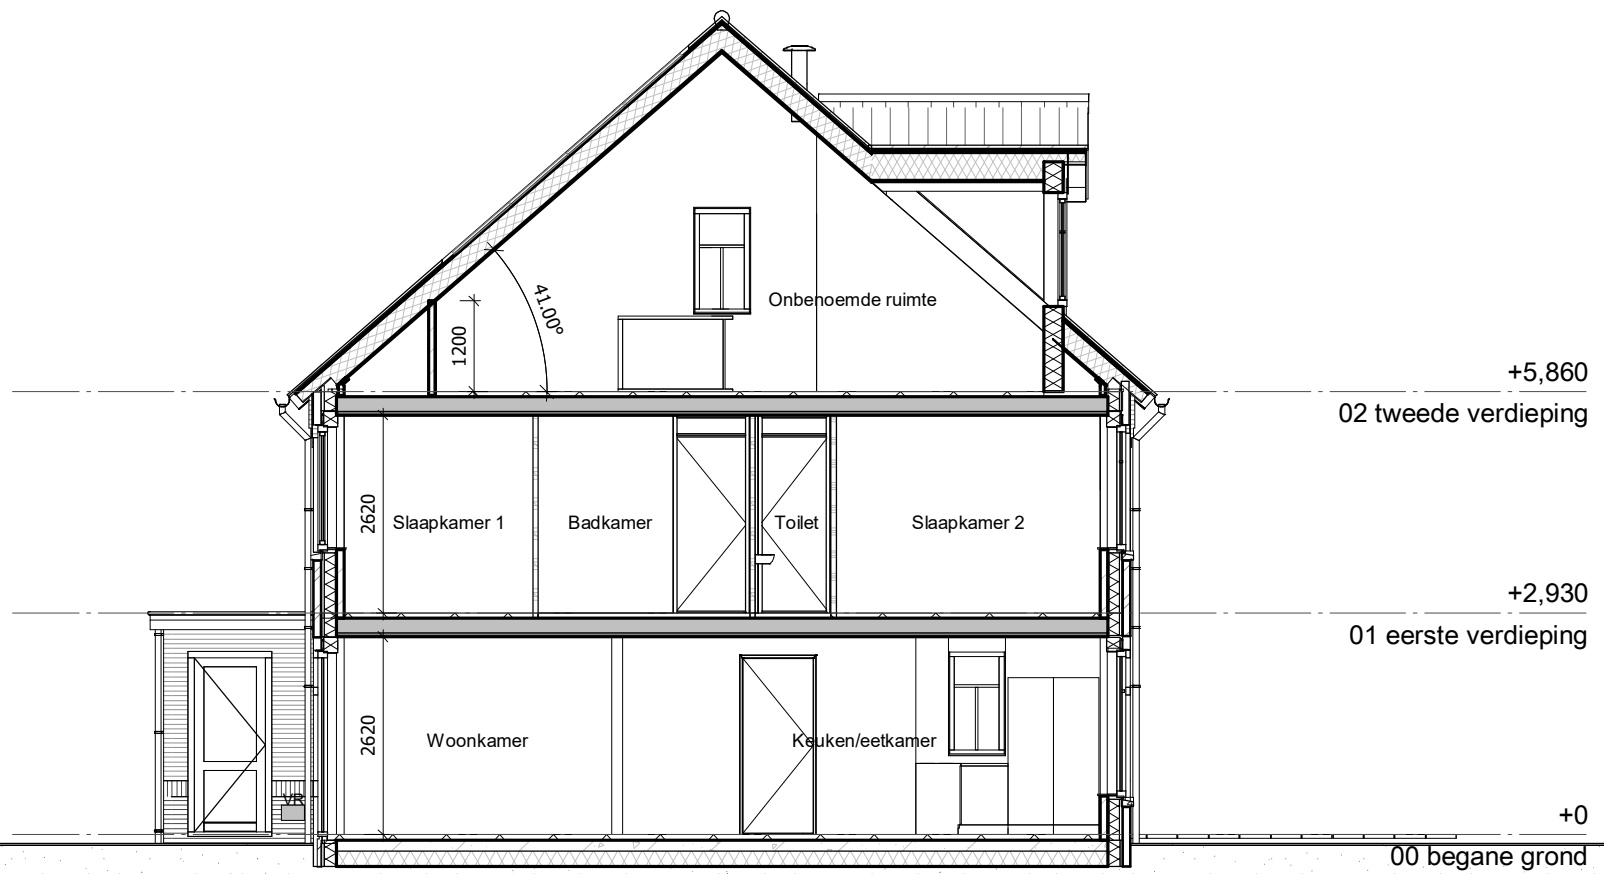 41.00°
Onbenoemde ruimte
1200
+5,860
02 tweede verdieping
2620
Slaapkamer 1
Badkamer
Toilet
Slaapkamer 2
+2,930
01 eerste verdieping
2620
Woonkamer
Keuken/eetkamer
VR
+0
00 begane grond